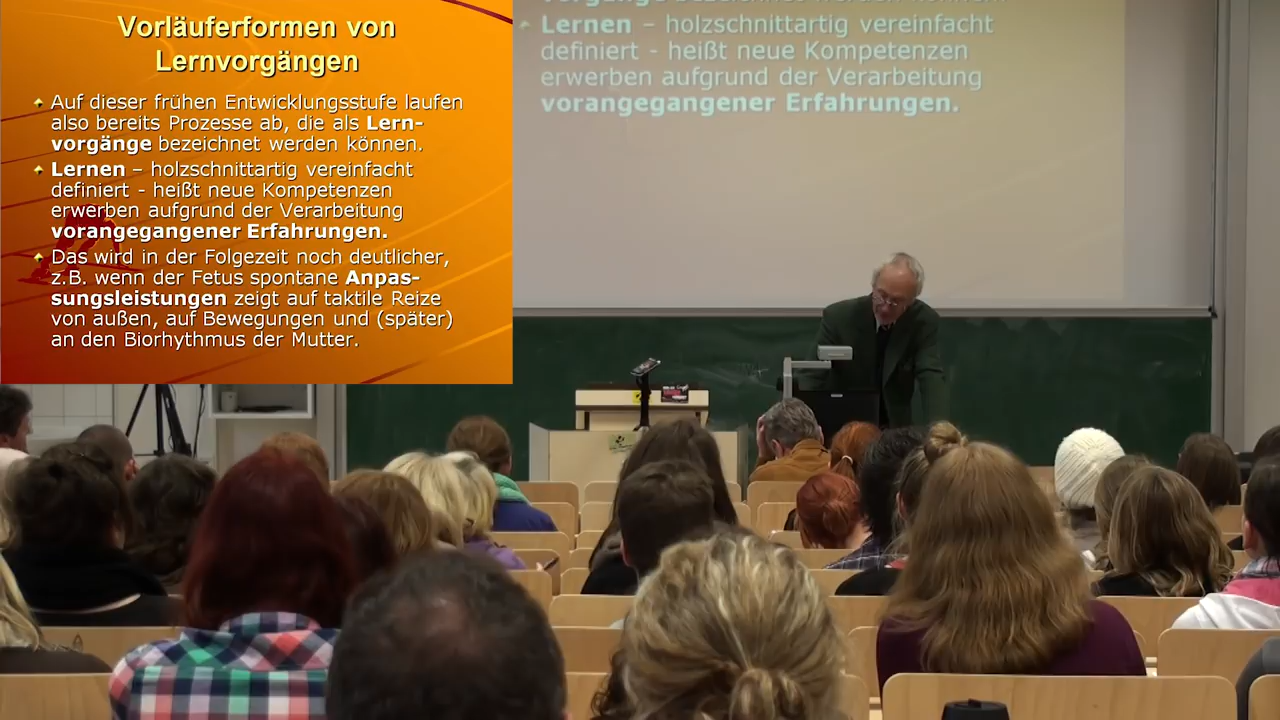 Vorläuferformen von
Lernvorgängen
Auf dieser frühen Entwicklungsstufe laufen
also bereits Prozesse ab, die als Lern-
vorgänge bezeichnet werden können.
Lernen – holzschnittartig vereinfacht
definiert - heißt neue Kompetenzen
erwerben aufgrund der Verarbeitung
vorangegangener Erfahrungen.
Das wird in der Folgezeit noch deutlicher,
z.B. wenn der Fetus spontane Anpas-
sungsleistungen zeigt auf taktile Reize
von außen, auf Bewegungen und (später)
an den Biorhythmus der Mutter.
Lernen – holzschnittartig vereinfacht
definiert - heißt neue Kompetenzen
erwerben aufgrund der Verarbeitung
vorangegangener Erfahrungen.